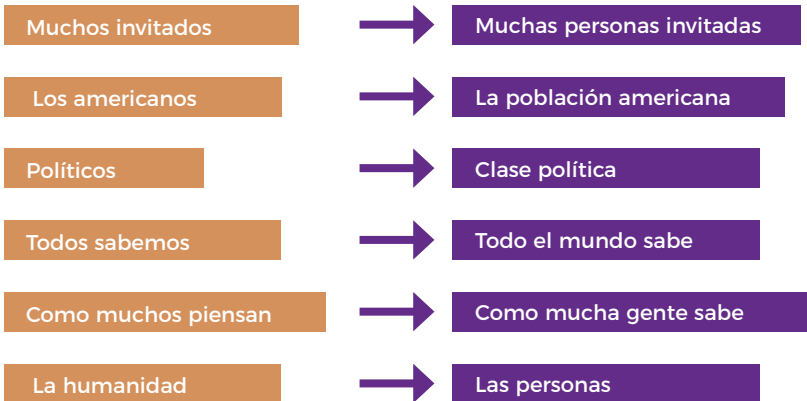 Muchos invitados
Muchas personas invitadas
Los americanos
La población americana
Políticos
Clase política
Todos sabemos
Todo el mundo sabe
Como muchos piensan
Como mucha gente sabe
La humanidad
Las personas